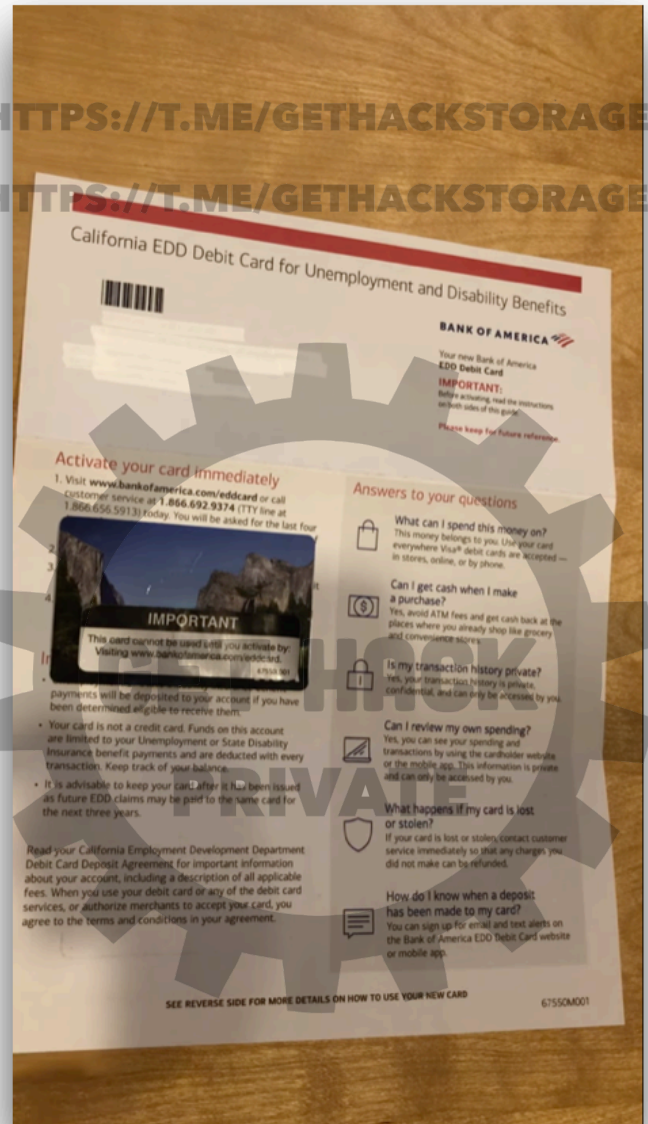 HTTPS://T.ME/GETHACKSTORAGE
HTTPS://T.ME/GETHACKSTORAGE
California EDD Debit Card for Unemployment and Disability Benefits
BANK OF AMERICA
Your new Bank of America
EDD Debit Card
IMPORTANT:
Before activating, read the instructions
on both sides of this guide.
Please keep for future reference.
Activate your card immediately
1. Visit www.bankofamerica.com/eddcard or call
customer service at 1.866.692.9374 (TTY line at
1.866.656.5913) today. You will be asked for the last four
2.
3.
4.
IMPORTANT
This card cannot be used until you activate by:
Visiting www.bankofamerica.com/eddcard.
payments will be deposited to your account if you have
been determined eligible to receive them.
• Your card is not a credit card. Funds on this account
are limited to your Unemployment or State Disability
Insurance benefit payments and are deducted with every
transaction. Keep track of your balance.
• It is advisable to keep your card after it has been issued
as future EDD claims may be paid to the same card for
the next three years.
Read your California Employment Development Department
Debit Card Deposit Agreement for important information
about your account, including a description of all applicable
fees. When you use your debit card or any of the debit card
services, or authorize merchants to accept your card, you
agree to the terms and conditions in your agreement.
Answers to your questions
What can I spend this money on?
This money belongs to you. Use your card
everywhere Visa® debit cards are accepted —
in stores, online, or by phone.
Can I get cash when I make
a purchase?
Yes, avoid ATM fees and get cash back at the
places where you already shop like grocery
and convenience stores.
Is my transaction history private?
Yes, your transaction history is private,
confidential, and can only be accessed by you.
Can I review my own spending?
Yes, you can see your spending and
transactions by using the cardholder website
or the mobile app. This information is private
and can only be accessed by you.
What happens if my card is lost
or stolen?
If your card is lost or stolen, contact customer
service immediately so that any charges you
did not make can be refunded.
How do I know when a deposit
has been made to my card?
You can sign up for email and text alerts on
the Bank of America EDD Debit Card website
or mobile app.
GET HACK
PRIVATE
SEE REVERSE SIDE FOR MORE DETAILS ON HOW TO USE YOUR NEW CARD
67550M001